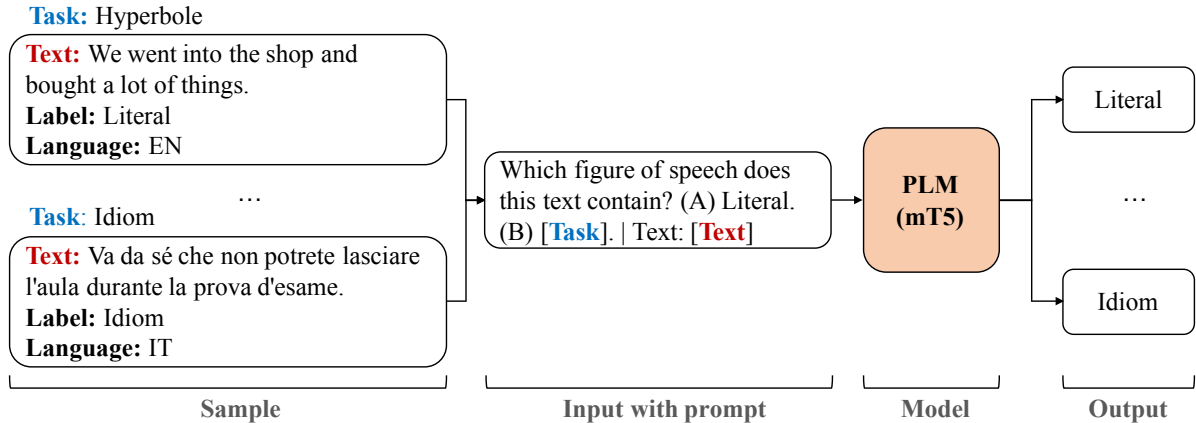 Task: Hyperbole
Text: We went into the shop and
bought a lot of things.
Label: Literal
Language: EN
...
Task: Idiom
Text: Va da sé che non potrete lasciare
l'aula durante la prova d'esame.
Label: Idiom
Language: IT
Sample
Which figure of speech does
this text contain? (A) Literal.
(B) [Task]. | Text: [Text]
Input with prompt
PLM
(mT5)
Model
Literal
...
Idiom
Output